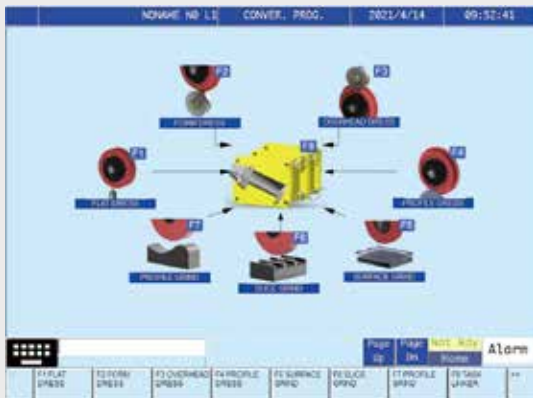 NONAME N0 L1 CONVER. PROG. 2021/4/14 09:52:41
F2
F3
FORM DRESS
OVERHEAD DRESS
F1
F8
F4
FLAT DRESS
PROFILE DRESS
F7
F6
F5
PROFILE GRIND
SLICE GRIND
SURFACE GRIND
Page Up Page Dn Not Rdy Home Alarm
F1 FLAT DRESS F2 FORM DRESS F3 OVERHEAD DRESS F4 PROFILE DRESS F5 SURFACE GRIND F6 SLICE GRIND F7 PROFILE GRIND F8 TASK LINKER >>